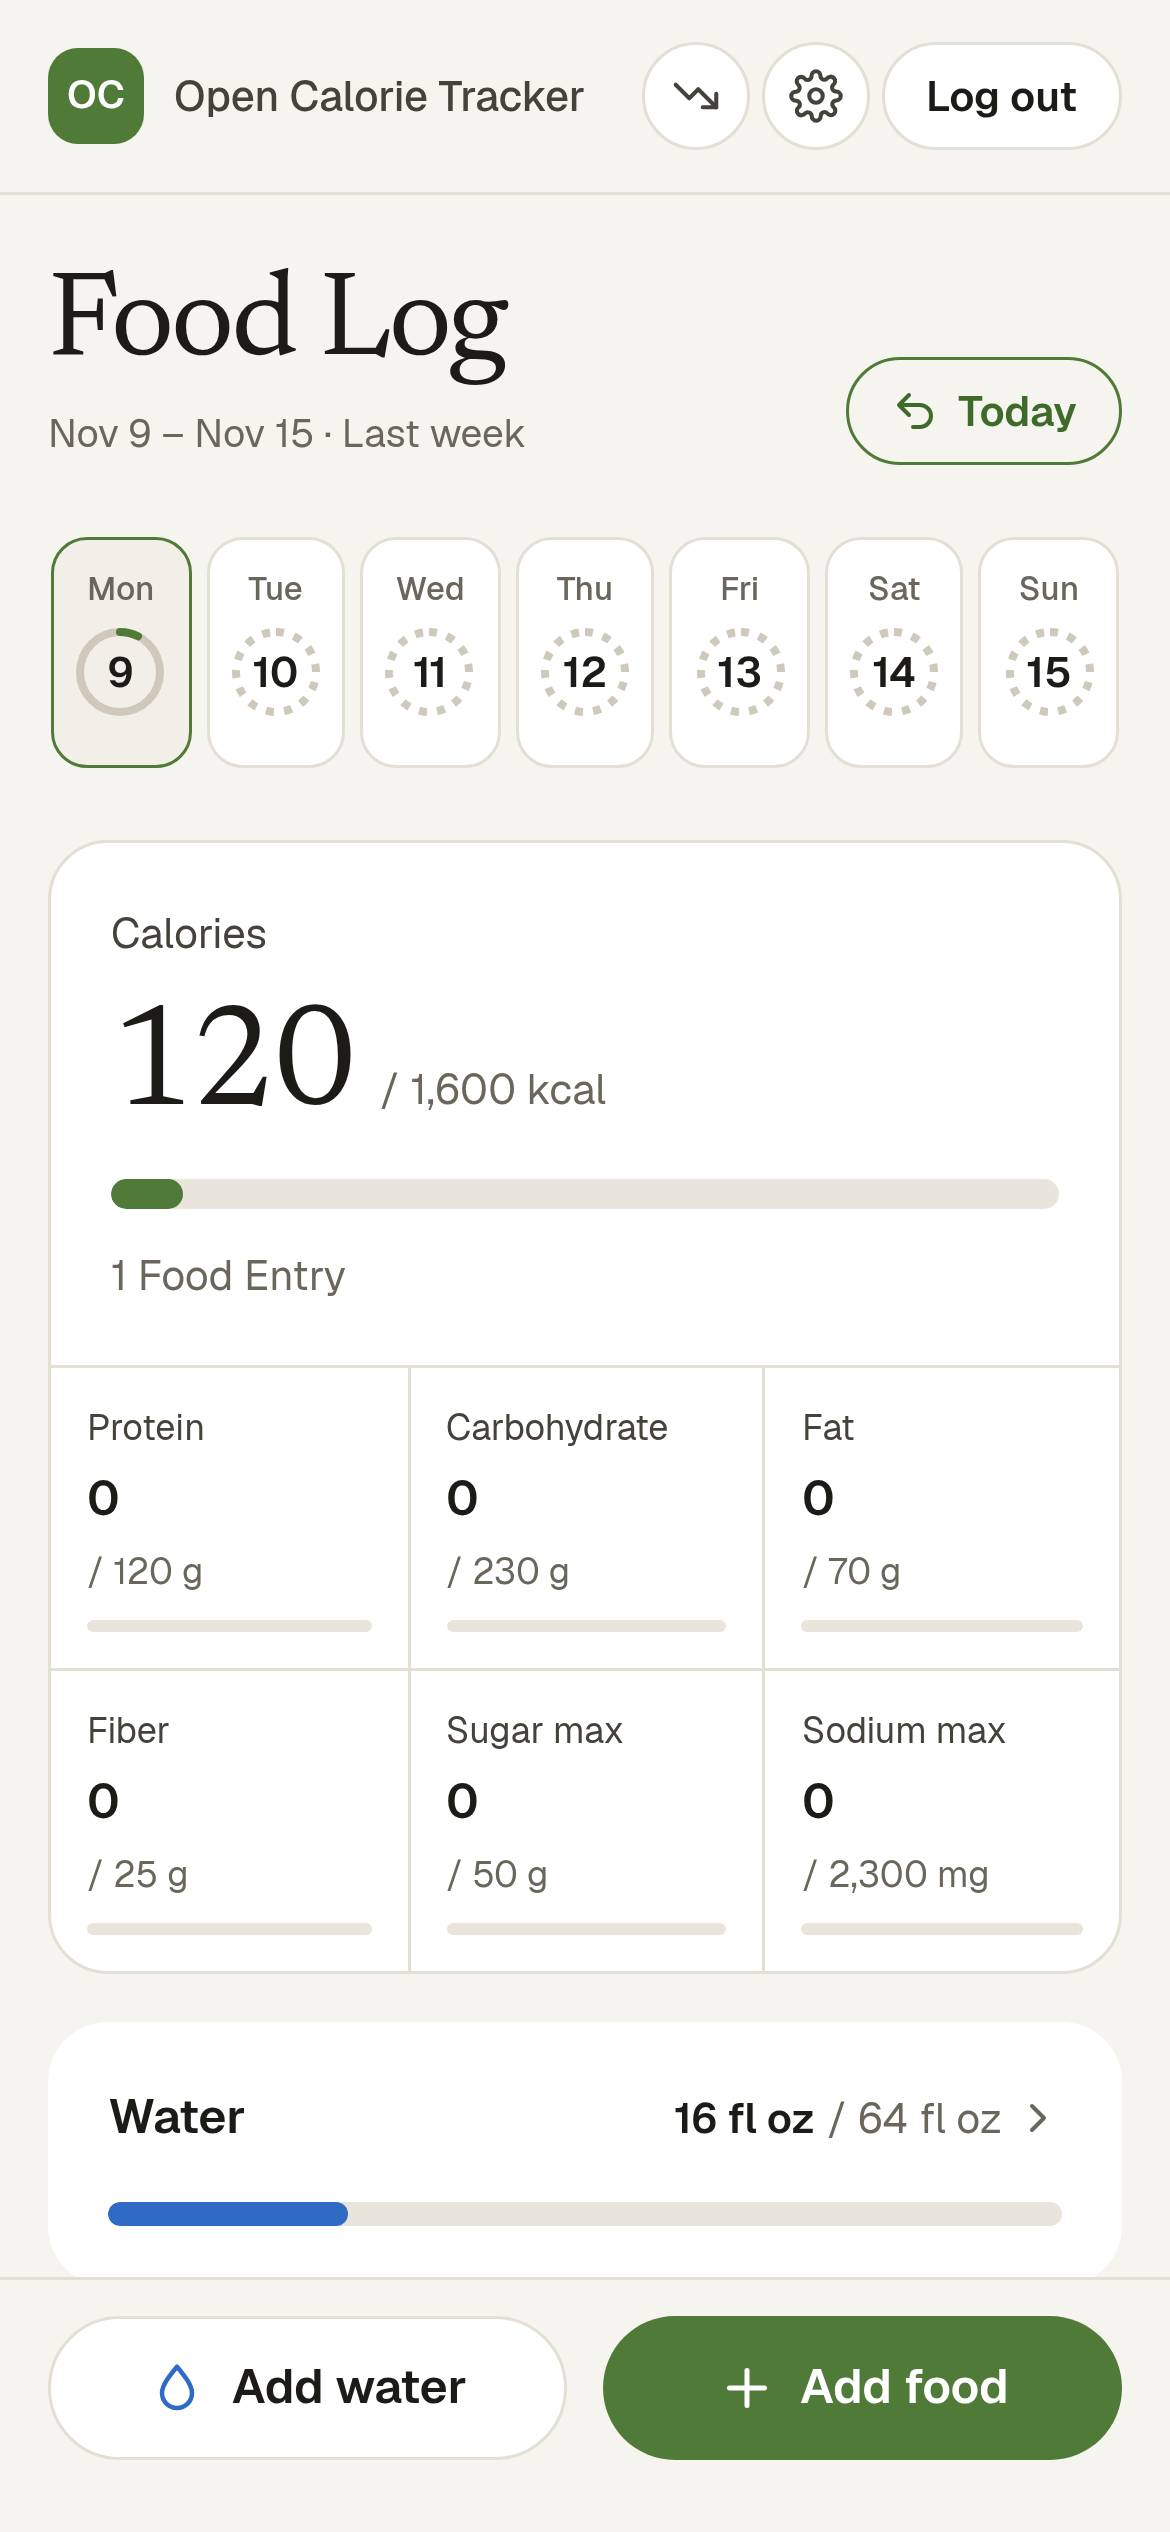 OC Open Calorie Tracker Log out
Food Log
Nov 9 – Nov 15 · Last week
Today
Mon Tue Wed Thu Fri Sat Sun
9 10 11 12 13 14 15
Calories
120 / 1,600 kcal
1 Food Entry
Protein Carbohydrate Fat
0 0 0
/ 120 g / 230 g / 70 g
Fiber Sugar max Sodium max
0 0 0
/ 25 g / 50 g / 2,300 mg
Water 16 fl oz / 64 fl oz
Add water Add food